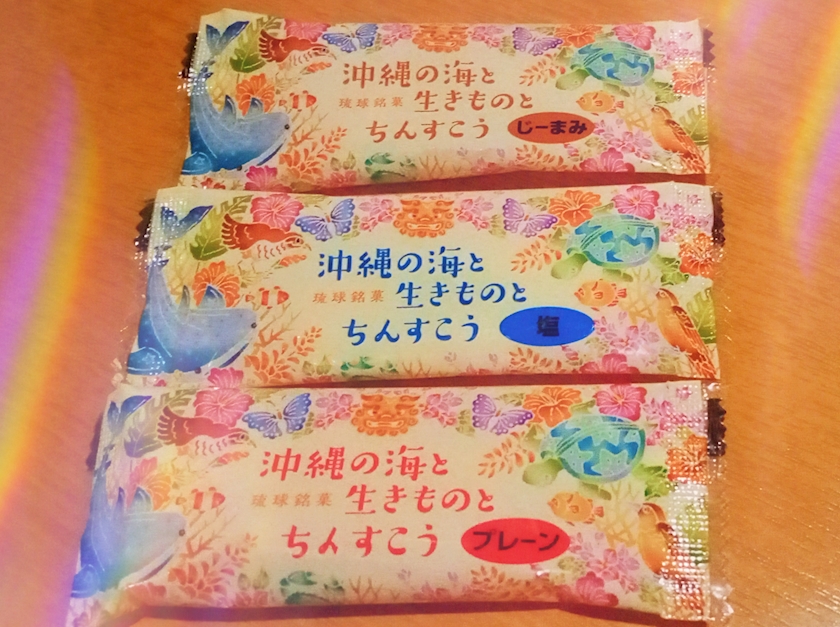 沖縄の海と
琉球銘菓 生きものと
ちんすこう じーまみ
沖縄の海と
琉球銘菓 生きものと
ちんすこう 塩
沖縄の海と
琉球銘菓 生きものと
ちんすこう プレーン